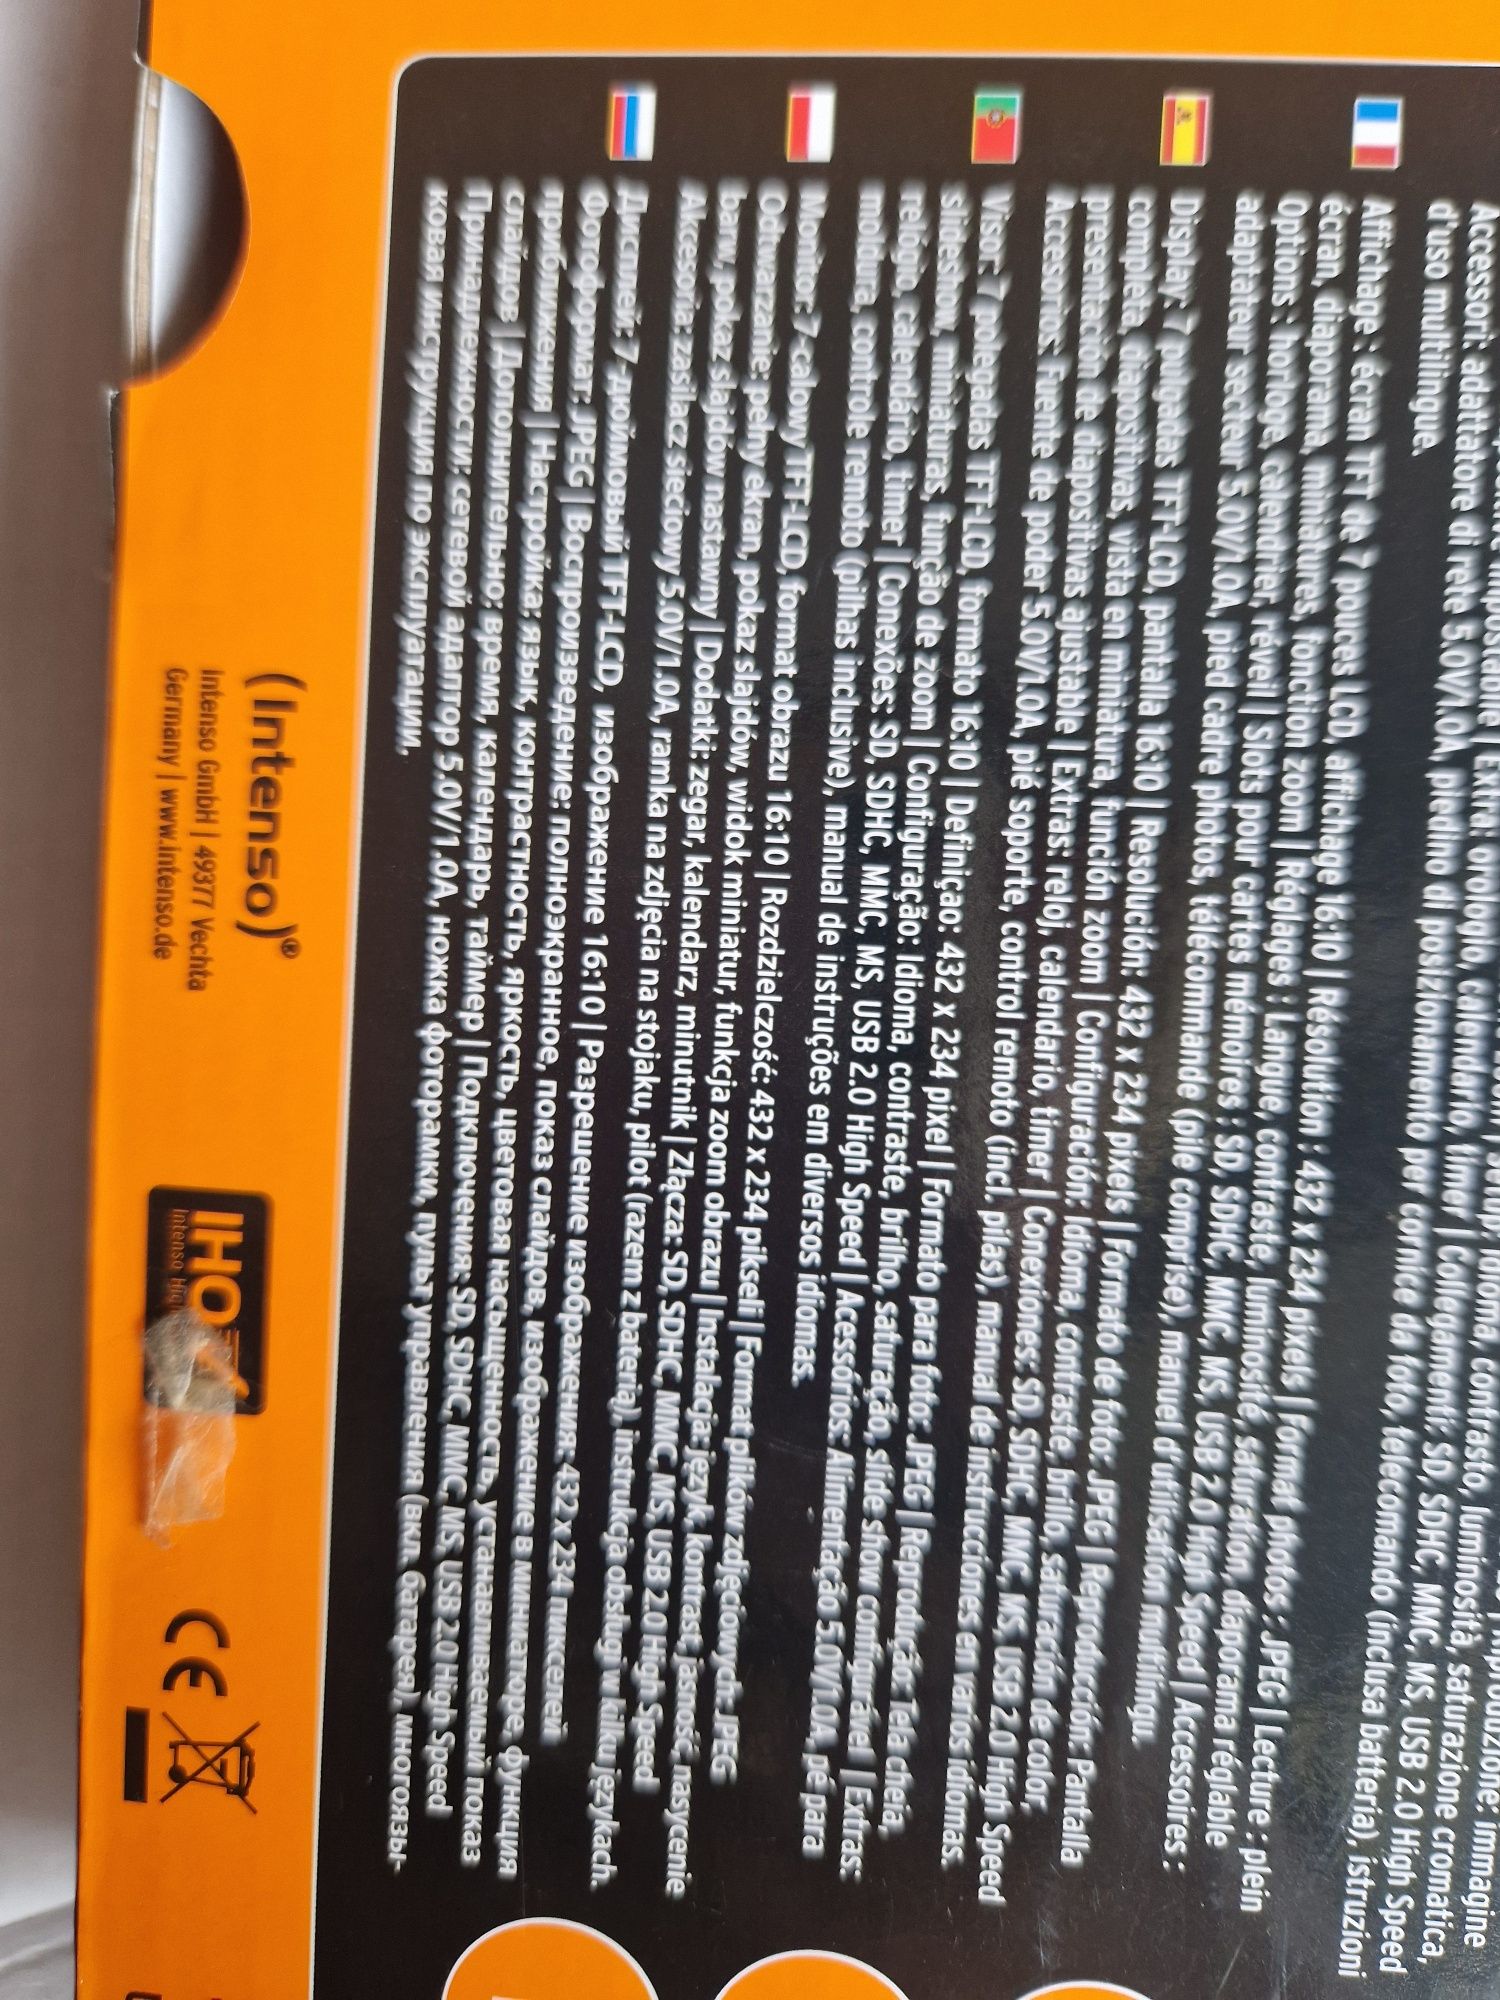 Accessori: adattatore di rete 5.0V/1.0A, piedino di posizionamento per cornice da foto, telecomando (inclusa batteria), istruzioni
d'uso multilingue.
Affichage : écran TFT de 7 pouces LCD, affichage 16:10 | Résolution : 432 x 234 pixels | Format photos : JPEG | Lecture : plein
écran, diaporama, miniatures, fonction zoom | Réglages : Langue, contraste, luminosité, saturation, diaporama réglable
Options : horloge, calendrier, réveil | Slots pour cartes mémoires : SD, SDHC, MMC, MS, USB 2.0 High Speed | Accessoires :
adaptateur secteur 5.0V/1.0A, pied cadre photos, télécommande (pile comprise), manuel d'utilisation multilingu.
Display: 7 pulgadas TFT-LCD, pantalla 16:10 | Resolución: 432 x 234 pixels | Formato de foto: JPEG | Reproducción: Pantalla
completa, diapositivas, vista en miniatura, función zoom | Configuración: Idioma, contraste, brillo, saturación de color,
presentación de diapositivas ajustable | Extras: reloj, calendario, timer | Conexiones: SD, SDHC, MMC, MS, USB 2.0 High Speed
Accesorios: Fuente de poder 5.0V/1.0A, pié soporte, control remoto (incl. pilas), manual de instrucciones en varios idiomas.
Visor: 7 polegadas TFT-LCD, formato 16:10 | Definiçao: 432 x 234 pixel | Formato para foto: JPEG | Reprodução: Tela cheia,
slideshow, miniaturas, função de zoom | Configuração: Idioma, contraste, brilho, saturação, slide show configurável | Extras:
relógio, calendário, timer | Conexões: SD, SDHC, MMC, MS, USB 2.0 High Speed | Acessórios: Alimentação 5.0V/1.0A, pé para
moldura, controle remoto (pilhas inclusive), manual de instruções em diversos idiomas.
Monitor: 7-calowy TFT-LCD, format obrazu 16:10 | Rozdzielczość: 432 x 234 pikseli | Format plików zdjęciowych: JPEG
Odtwarzanie: pełny ekran, pokaz slajdów, widok miniatur, funkcja zoom obrazu | Instalacja: język, kontrast, jasność, nasycenie
barw, pokaz slajdów nastawny | Dodatki: zegar, kalendarz, minutnik | Złącza: SD, SDHC, MMC, MS, USB 2.0 High Speed
Akcesoria: zasilacz sieciowy 5.0V/1.0A, ramka na zdjęcia na stojaku, pilot (razem z baterią), instrukcja obsługi w kilku językach.
Дисплей: 7-дюймовый TFT-LCD, изображение 16:10 | Разрешение изображения: 432 x 234 пикселей
Фотоформат: JPEG | Воспроизведение: полноэкранное, показ слайдов, изображение в миниатюре, функция
приближения | Настройка: язык, контрастность, яркость, цветовая насыщенность, устанавливаемый показ
слайдов | Дополнительно: время, календарь, таймер | Подключения: SD, SDHC, MMC, MS, USB 2.0 High Speed
Принадлежности: сетевой адаптор 5.0V/1.0A, ножка фоторамки, пульт управления (вкл. батарея), многоязы-
ковая инструкция по эксплуатации.
(Intenso)®
Intenso GmbH | 49377 Vechta
Germany | www.intenso.de
Intenso
CE